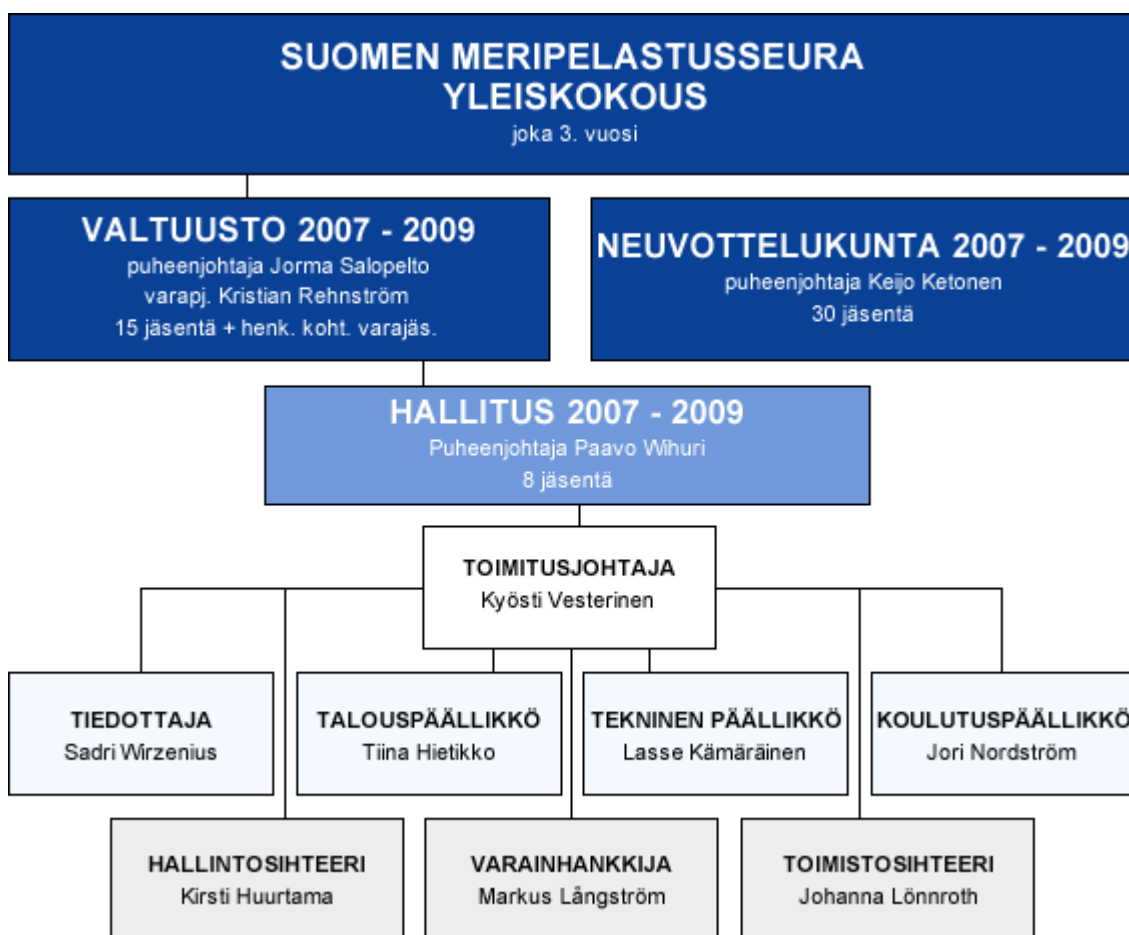 SUOMEN MERIPELASTUSSEURA
YLEISKOKOUS
joka 3. vuosi
VALTUUSTO 2007 - 2009
puheenjohtaja Jorma Salopelto
varapj. Kristian Rehnström
15 jäsentä + henk. koht. varajäs.
NEUVOTTELUKUNTA 2007 - 2009
puheenjohtaja Keijo Ketonen
30 jäsentä
HALLITUS 2007 - 2009
Puheenjohtaja Paavo Wihuri
8 jäsentä
TOIMITUSJOHTAJA
Kyösti Vesterinen
TIEDOTTAJA
Sadri Wirzenius
TALOUSPÄÄLLIKKÖ
Tiina Hietikko
TEKNINEN PÄÄLLIKKÖ
Lasse Kämäräinen
KOULUTUSPÄÄLLIKKÖ
Jori Nordström
HALLINTOSIHTEERI
Kirsti Huurtama
VARAINHANKKIJA
Markus Långström
TOIMISTOSIHTEERI
Johanna Lönnroth